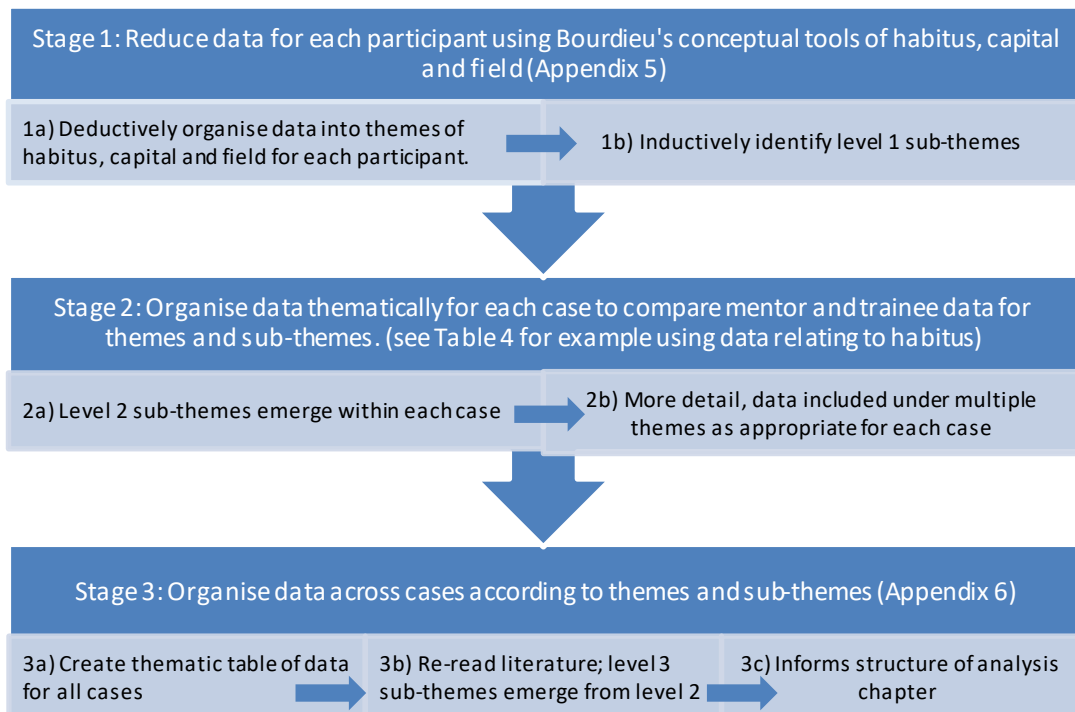 Stage 1: Reduce data for each participant using Bourdieu's conceptual tools of habitus, capital
and field (Appendix 5)
1a) Deductively organise data into themes of
habitus, capital and field for each participant.
1b) Inductively identify level 1 sub-themes
Stage 2: Organise data thematically for each case to compare mentor and trainee data for
themes and sub-themes. (see Table 4 for example using data relating to habitus)
2a) Level 2 sub-themes emerge within each case
2b) More detail, data included under multiple
themes as appropriate for each case
Stage 3: Organise data across cases according to themes and sub-themes (Appendix 6)
3a) Create thematic table of data
for all cases
3b) Re-read literature; level 3
sub-themes emerge from level 2
3c) Informs structure of analysis
chapter